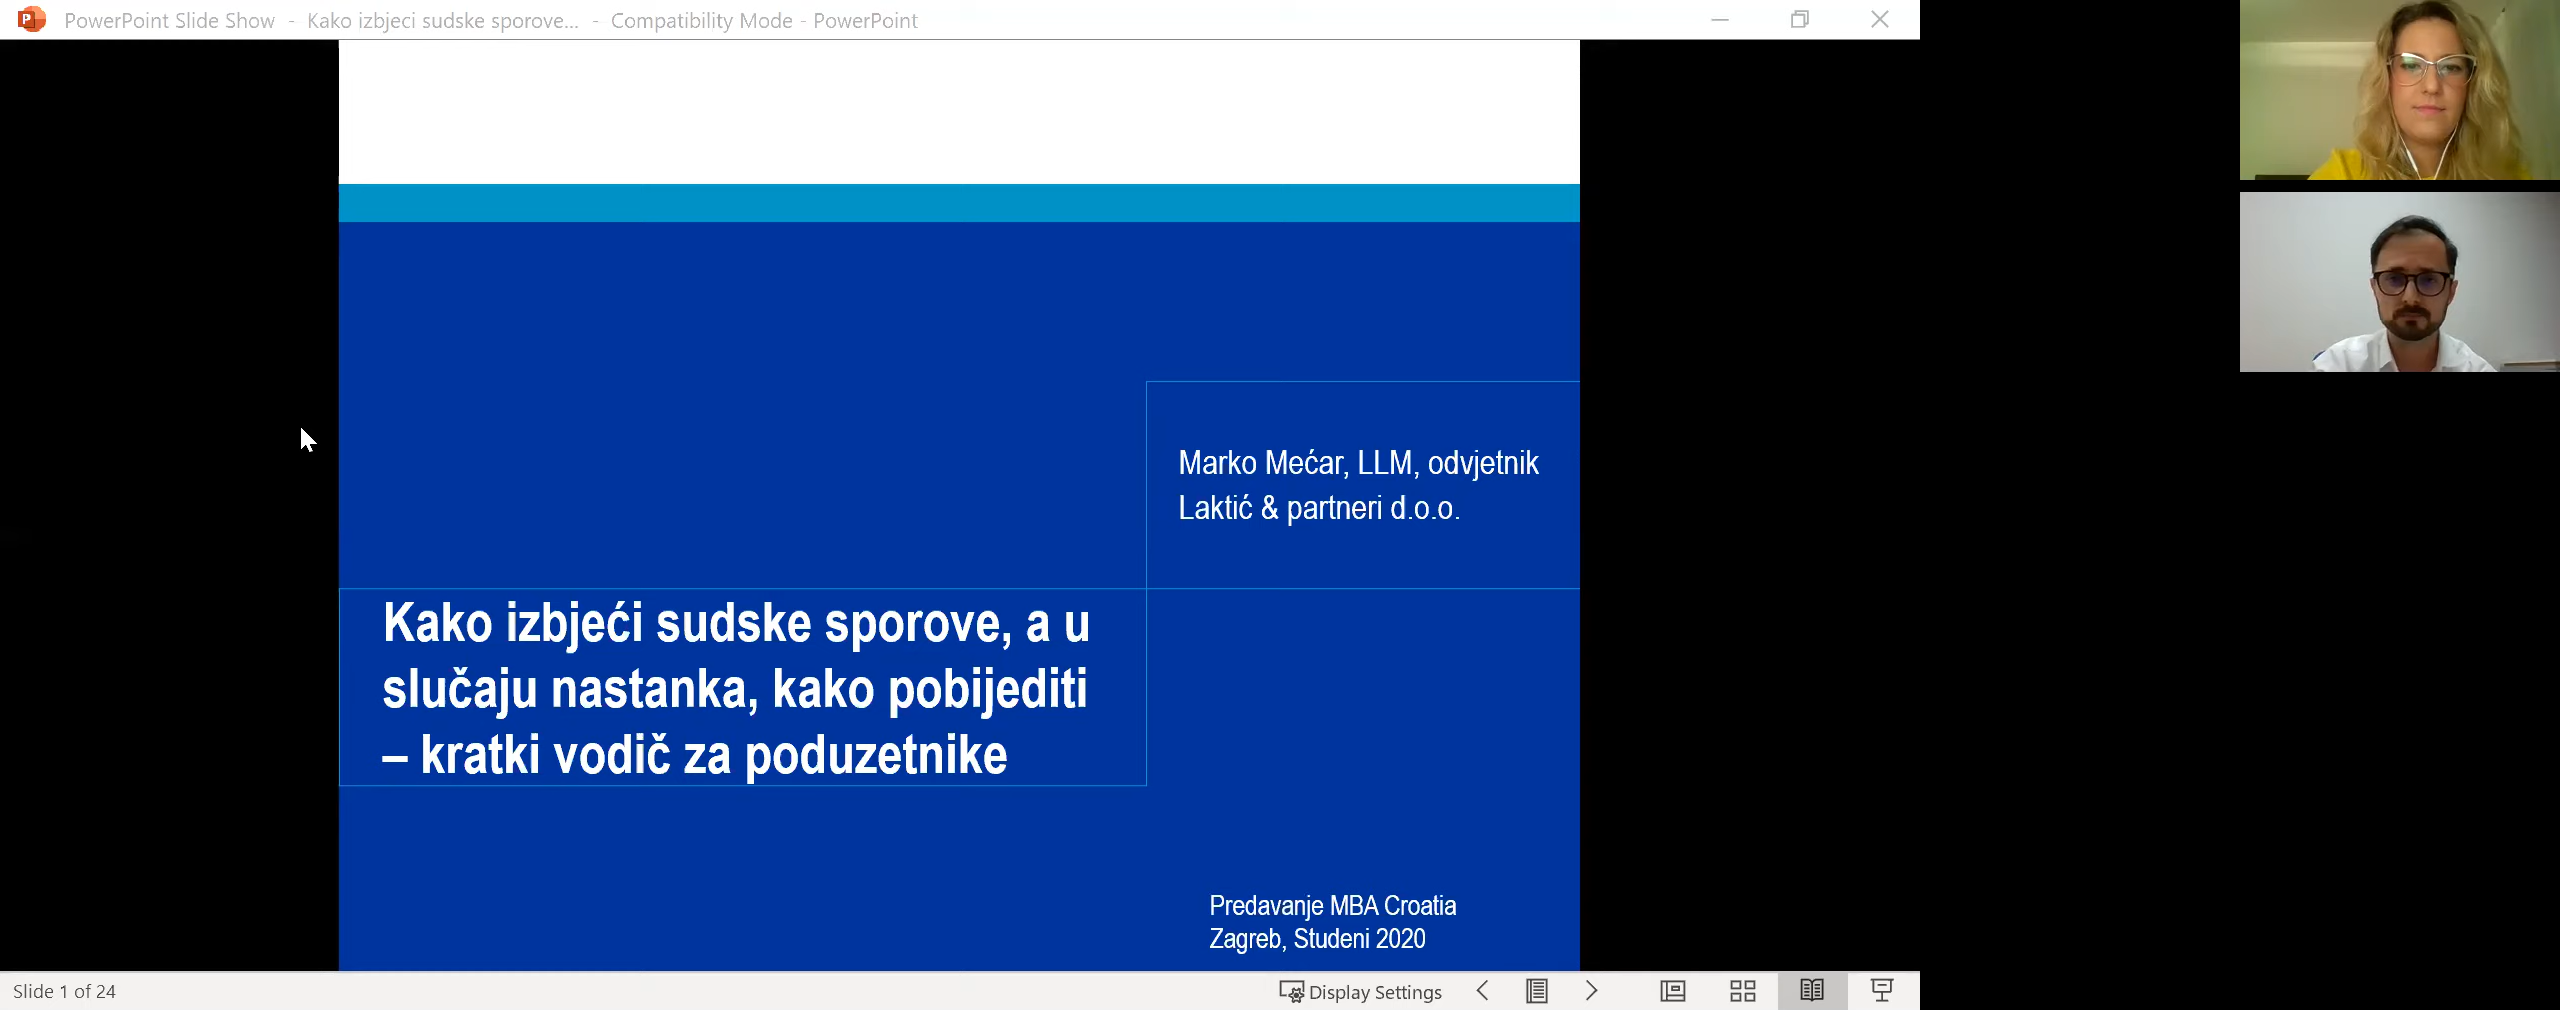 PowerPoint Slide Show - Kako izbjeci sudske sporove... - Compatibility Mode - PowerPoint
Marko Mećar, LLM, odvjetnik
Laktić & partneri d.o.o.
Kako izbjeći sudske sporove, a u
slučaju nastanka, kako pobijediti
– kratki vodič za poduzetnike
Predavanje MBA Croatia
Zagreb, Studeni 2020
Slide 1 of 24
Display Settings